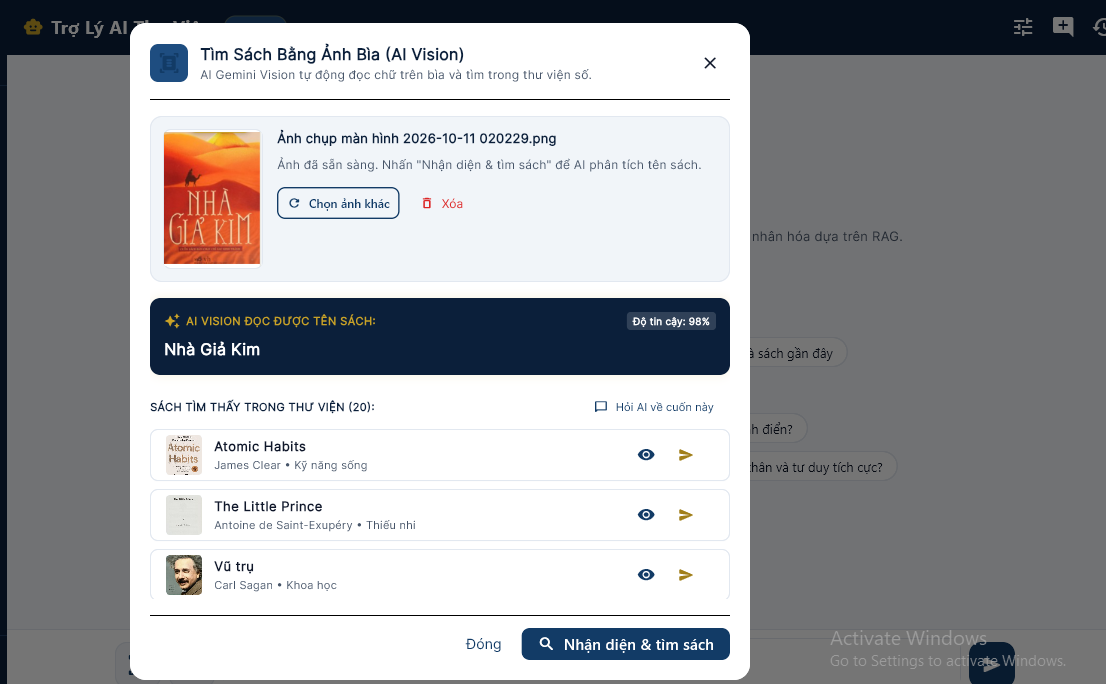 Trợ Lý AI
Tìm Sách Bằng Ảnh Bìa (AI Vision)
AI Gemini Vision tự động đọc chữ trên bìa và tìm trong thư viện số.
NHÀ
GIẢ KIM
Ảnh chụp màn hình 2026-10-11 020229.png
Ảnh đã sẵn sàng. Nhấn "Nhận diện & tìm sách" để AI phân tích tên sách.
Chọn ảnh khác
Xóa
nhân hóa dựa trên RAG.
AI VISION ĐỌC ĐƯỢC TÊN SÁCH:
Độ tin cậy: 98%
Nhà Giả Kim
sách gần đây
SÁCH TÌM THẤY TRONG THƯ VIỆN (20):
Hỏi AI về cuốn này
điển?
Atomic Habits
Atomic Habits
James Clear • Kỹ năng sống
và tư duy tích cực?
The Little Prince
Antoine de Saint-Exupéry • Thiếu nhi
Vũ trụ
Carl Sagan • Khoa học
Đóng
Nhận diện & tìm sách
Activate Windows
Go to Settings to activate Windows.